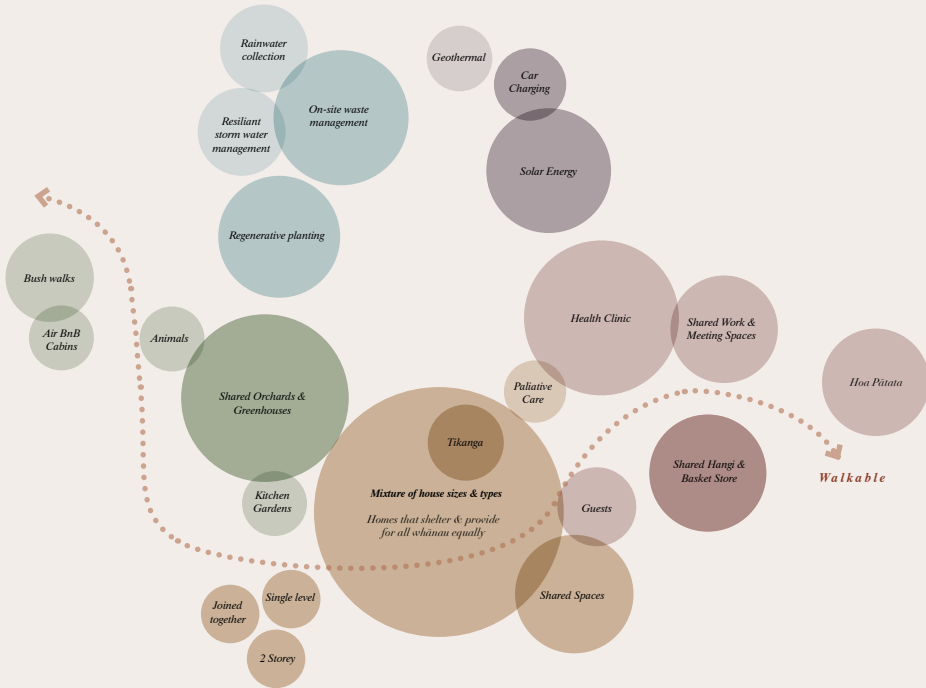 Rainwater
collection
Geothermal
Car
Charging
On-site waste
management
Resiliant
storm water
management
Solar Energy
Regenerative planting
Bush walks
Air BnB
Cabins
Animals
Health Clinic
Shared Work &
Meeting Spaces
Hoa Pātata
Paliative
Care
Shared Orchards &
Greenhouses
Tikanga
Shared Hangi &
Basket Store
Walkable
Kitchen
Gardens
Mixture of house sizes & types
Homes that shelter & provide
for all whānau equally
Guests
Single level
Joined
together
Shared Spaces
2 Storey